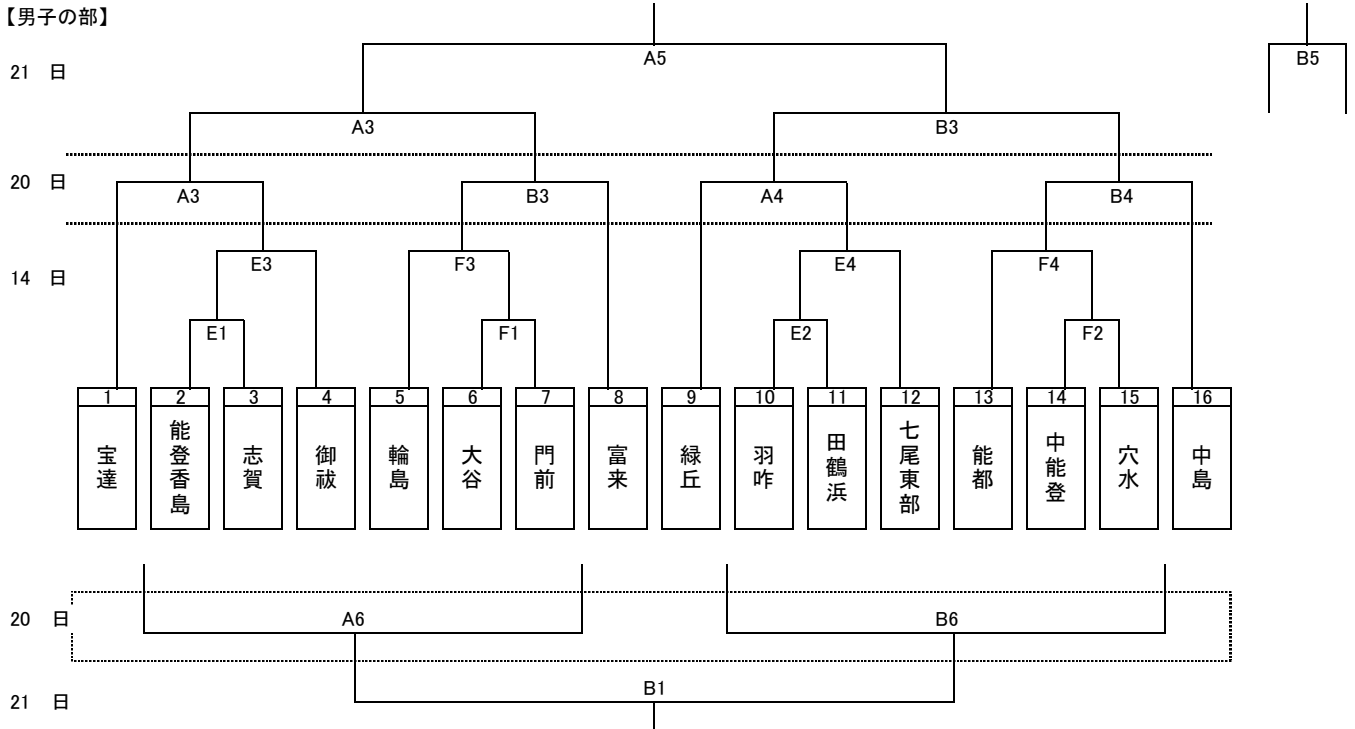 【男子の部】
A5
B5
21 日
A3
B3
20 日
A3
B3
A4
B4
14 日
E3
F3
E4
F4
E1
F1
E2
F2
1
2
3
4
5
6
7
8
9
10
11
12
13
14
15
16
宝達
能登香島
志賀
御祓
輪島
大谷
門前
富来
緑丘
羽咋
田鶴浜
七尾東部
能都
中能登
穴水
中島
20 日
A6
B6
B1
21 日